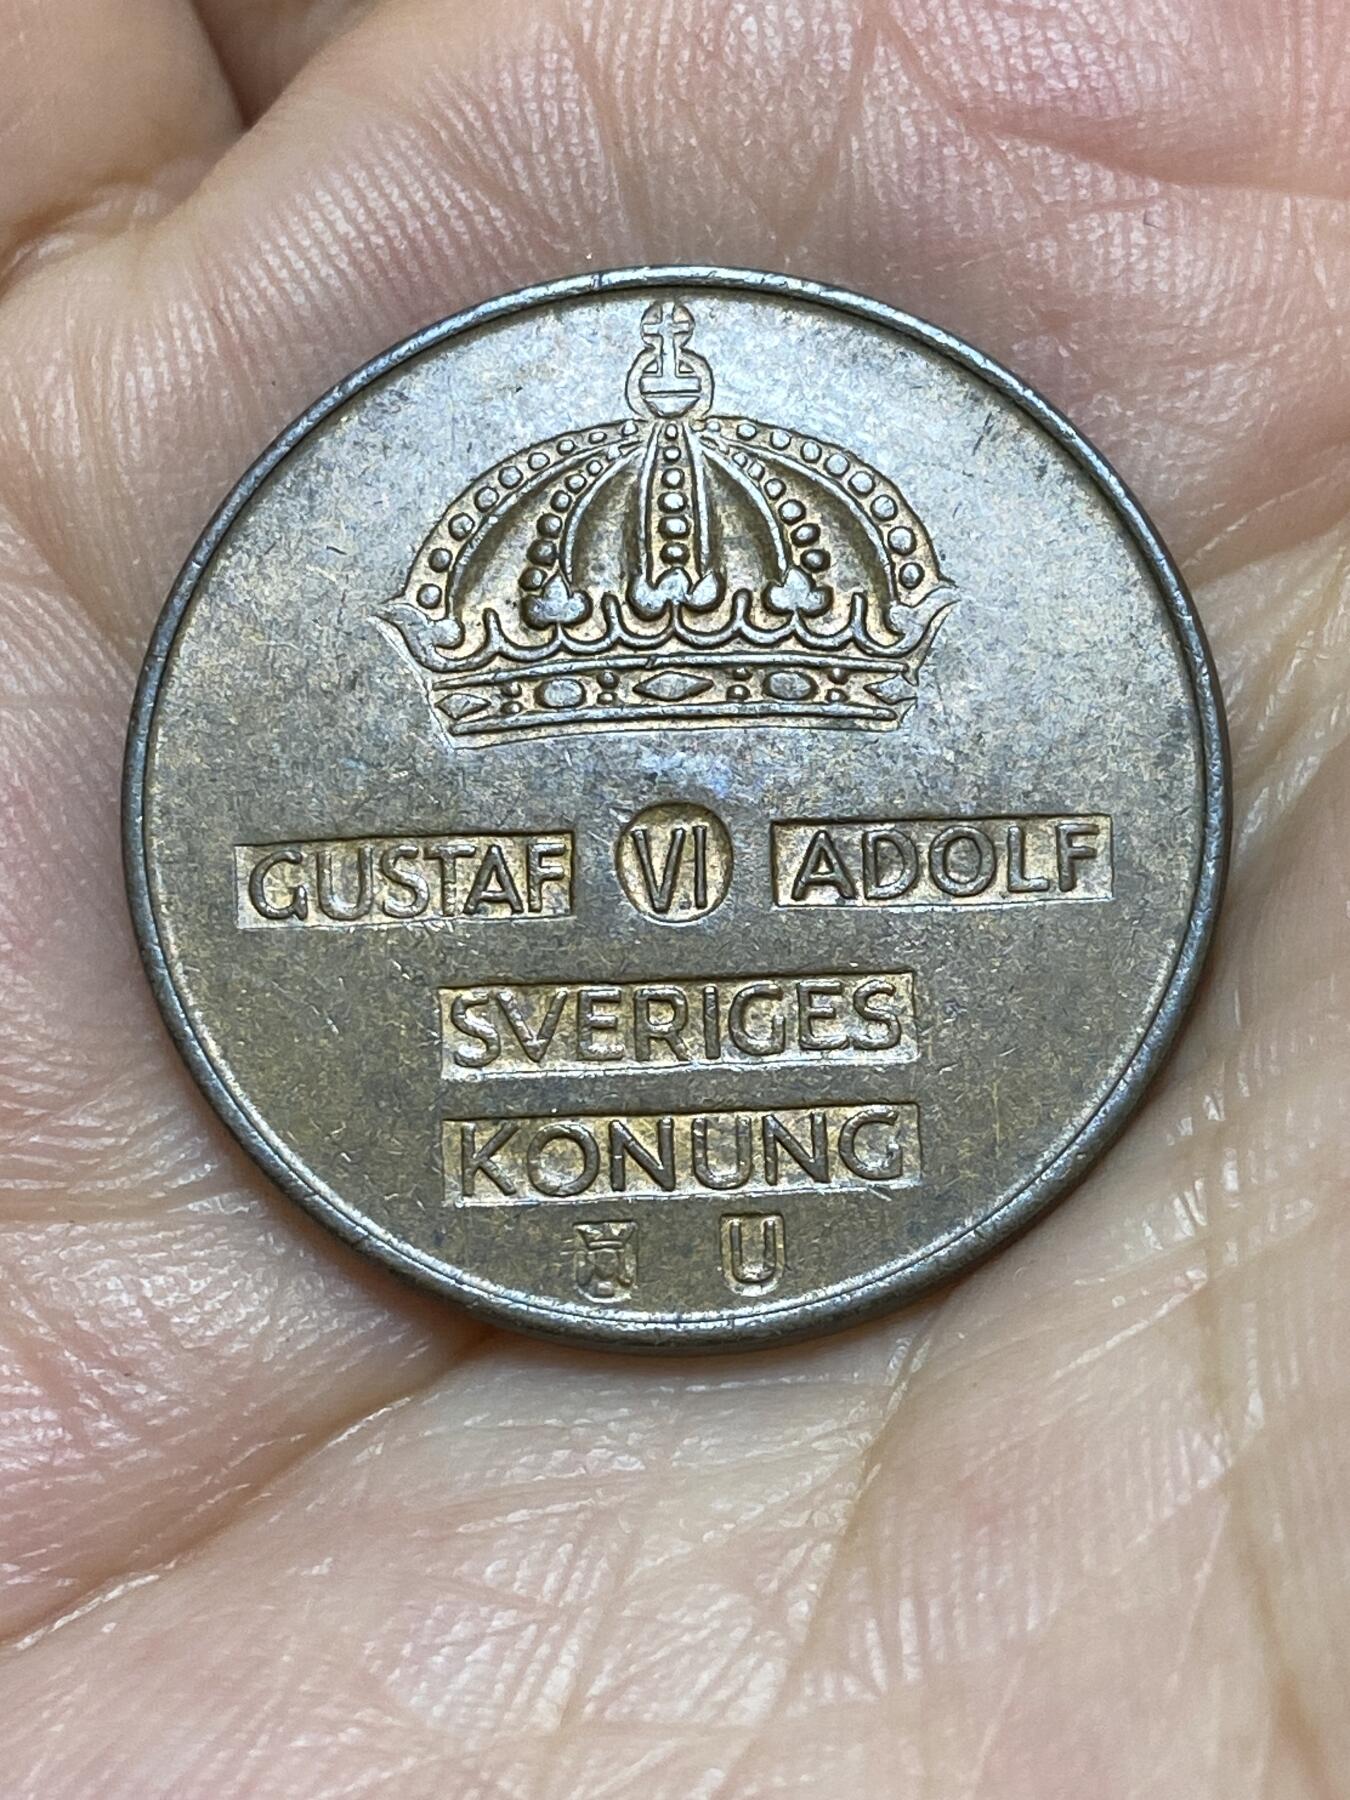 GUSTAF VI ADOLF
SVERIGES
KONUNG
U